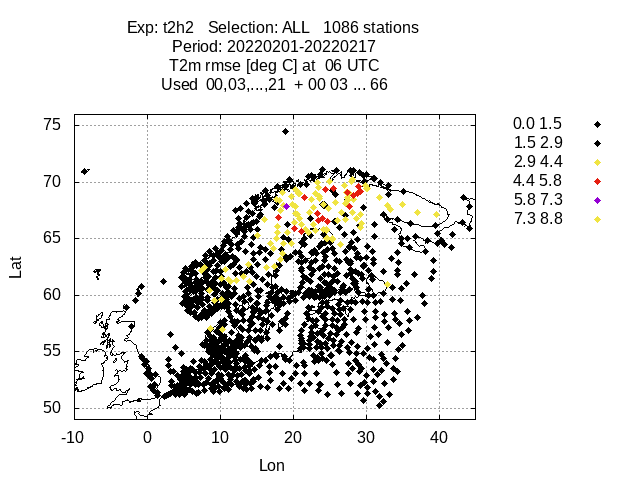 Exp: t2h2   Selection: ALL   1086 stations
Period: 20220201-20220217
T2m rmse [deg C] at  06 UTC
Used  00,03,...,21  + 00 03 ... 66
75
70
65
60
55
50
-10 0 10 20 30 40
Lat
Lon
0.0 1.5
1.5 2.9
2.9 4.4
4.4 5.8
5.8 7.3
7.3 8.8